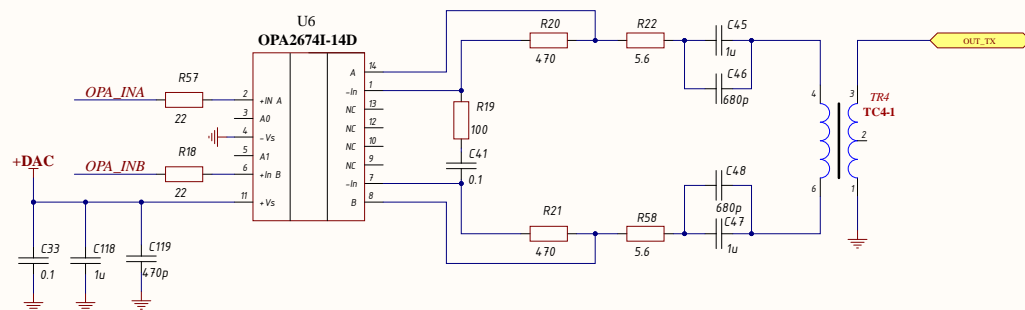 U6
OPA2674I-14D
R20
470
R22
5.6
C45
1u
C46
680p
OUT_TX
OPA_INA
R57
22
2
+IN A
3
A0
4
-Vs
5
A1
6
+In B
11
+Vs
A
14
-In
1
NC
13
NC
12
NC
10
NC
9
-In
7
B
8
R19
100
C41
0.1
4
3
TR4
TC4-1
2
6
1
+DAC
OPA_INB
R18
22
C48
680p
C47
1u
R21
470
R58
5.6
C33
0.1
C118
1u
C119
470p